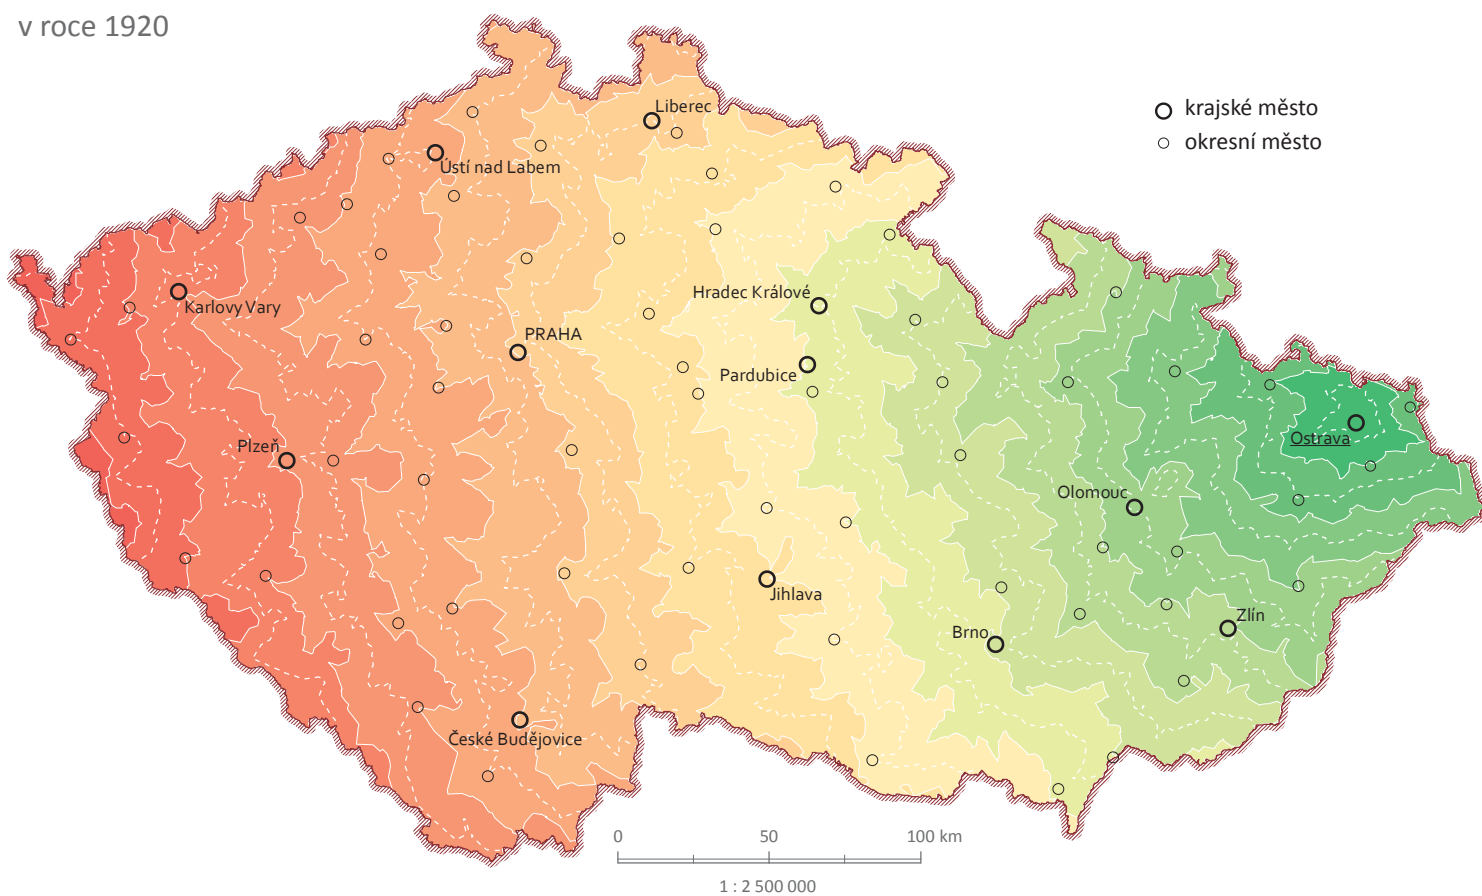 v roce 1920
krajské město
okresní město
Liberec
Ústí nad Labem
Karlovy Vary
Hradec Králové
PRAHA
Pardubice
Plzeň
Ostrava
Olomouc
Jihlava
Zlín
Brno
České Budějovice
0 50 100 km
1 : 2 500 000